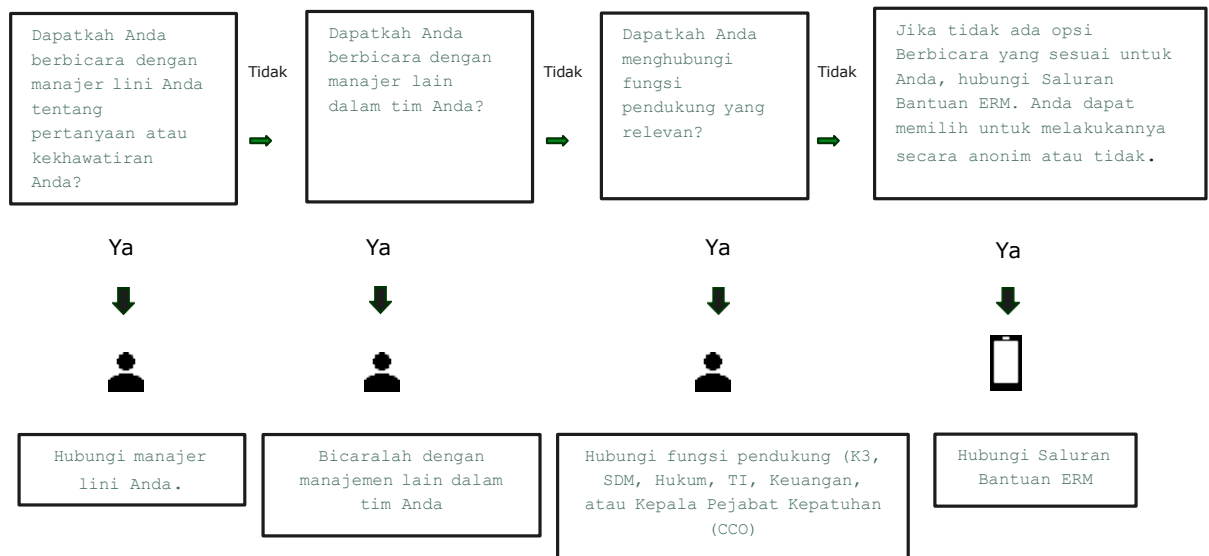 Dapatkah Anda
berbicara dengan
manajer lini Anda
tentang
pertanyaan atau
kekhawatiran
Anda?
Tidak
Dapatkah Anda
berbicara dengan
manajer lain
dalam tim Anda?
Tidak
Dapatkah Anda
menghubungi
fungsi
pendukung yang
relevan?
Tidak
Jika tidak ada opsi
Berbicara yang sesuai untuk
Anda, hubungi Saluran
Bantuan ERM. Anda dapat
memilih untuk melakukannya
secara anonim atau tidak.
Ya
Ya
Ya
Ya
Hubungi manajer
lini Anda.
Bicaralah dengan
manajemen lain dalam
tim Anda
Hubungi fungsi pendukung (K3,
SDM, Hukum, TI, Keuangan,
atau Kepala Pejabat Kepatuhan
(CCO)
Hubungi Saluran
Bantuan ERM